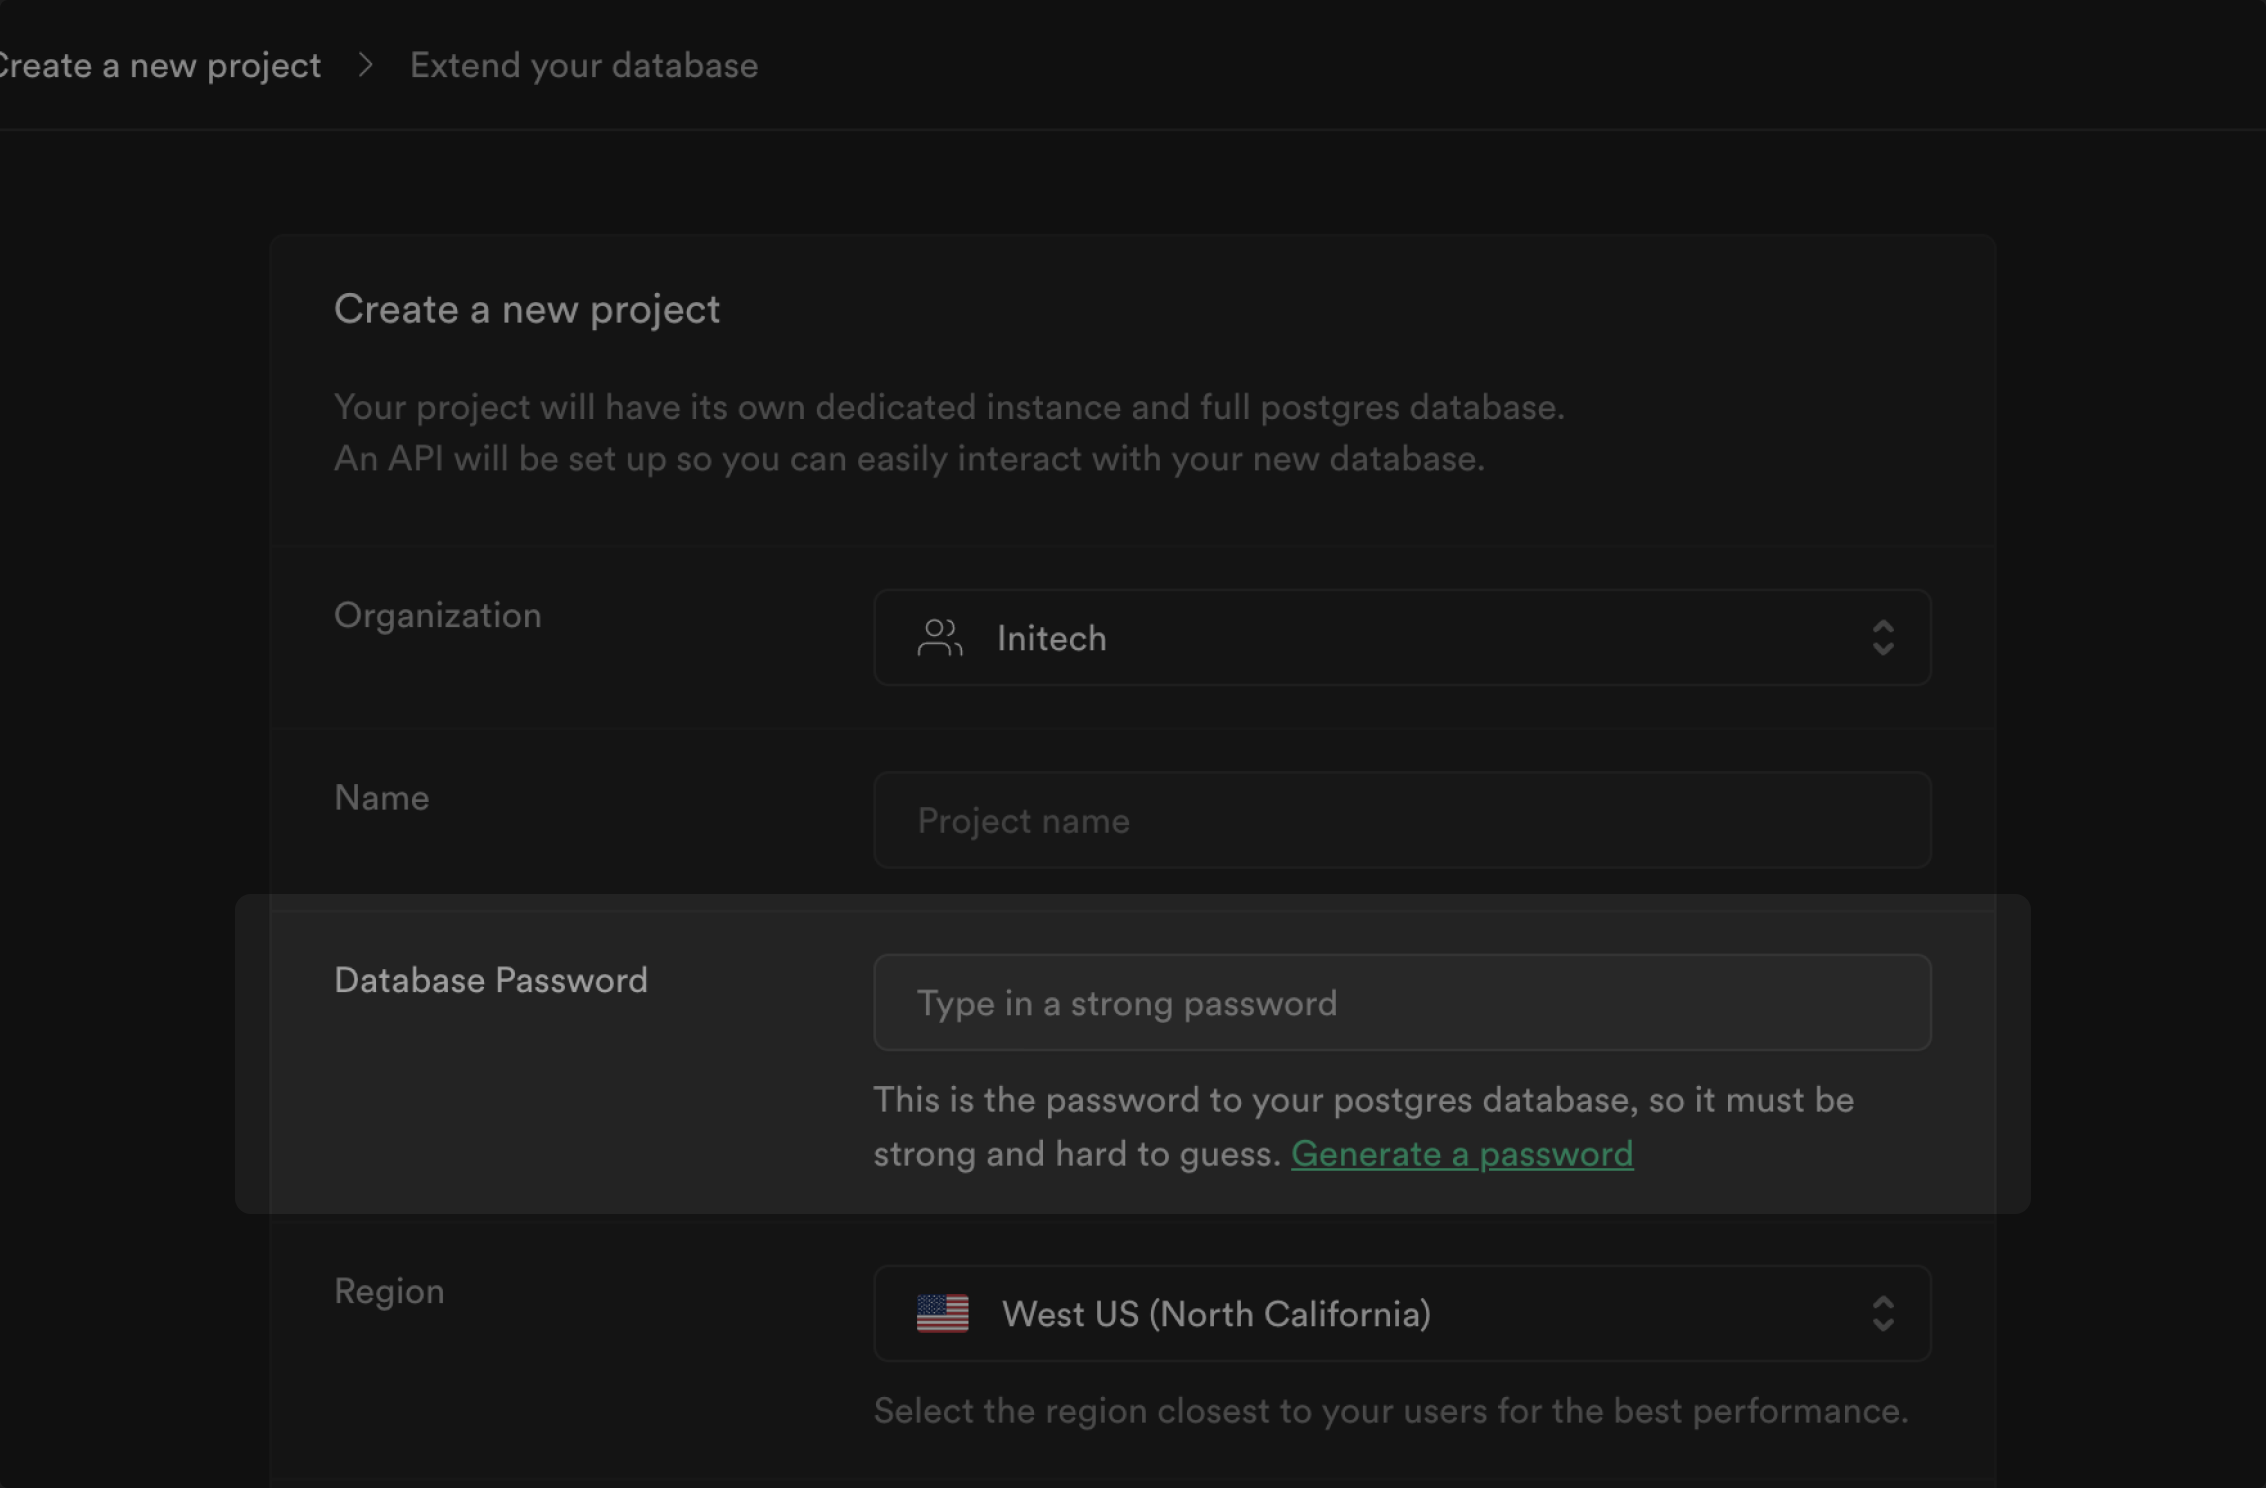 Create a new project > Extend your database
Create a new project
Your project will have its own dedicated instance and full postgres database.
An API will be set up so you can easily interact with your new database.
Organization
Initech
Name
Project name
Database Password
Type in a strong password
This is the password to your postgres database, so it must be
strong and hard to guess. Generate a password
Region
West US (North California)
Select the region closest to your users for the best performance.